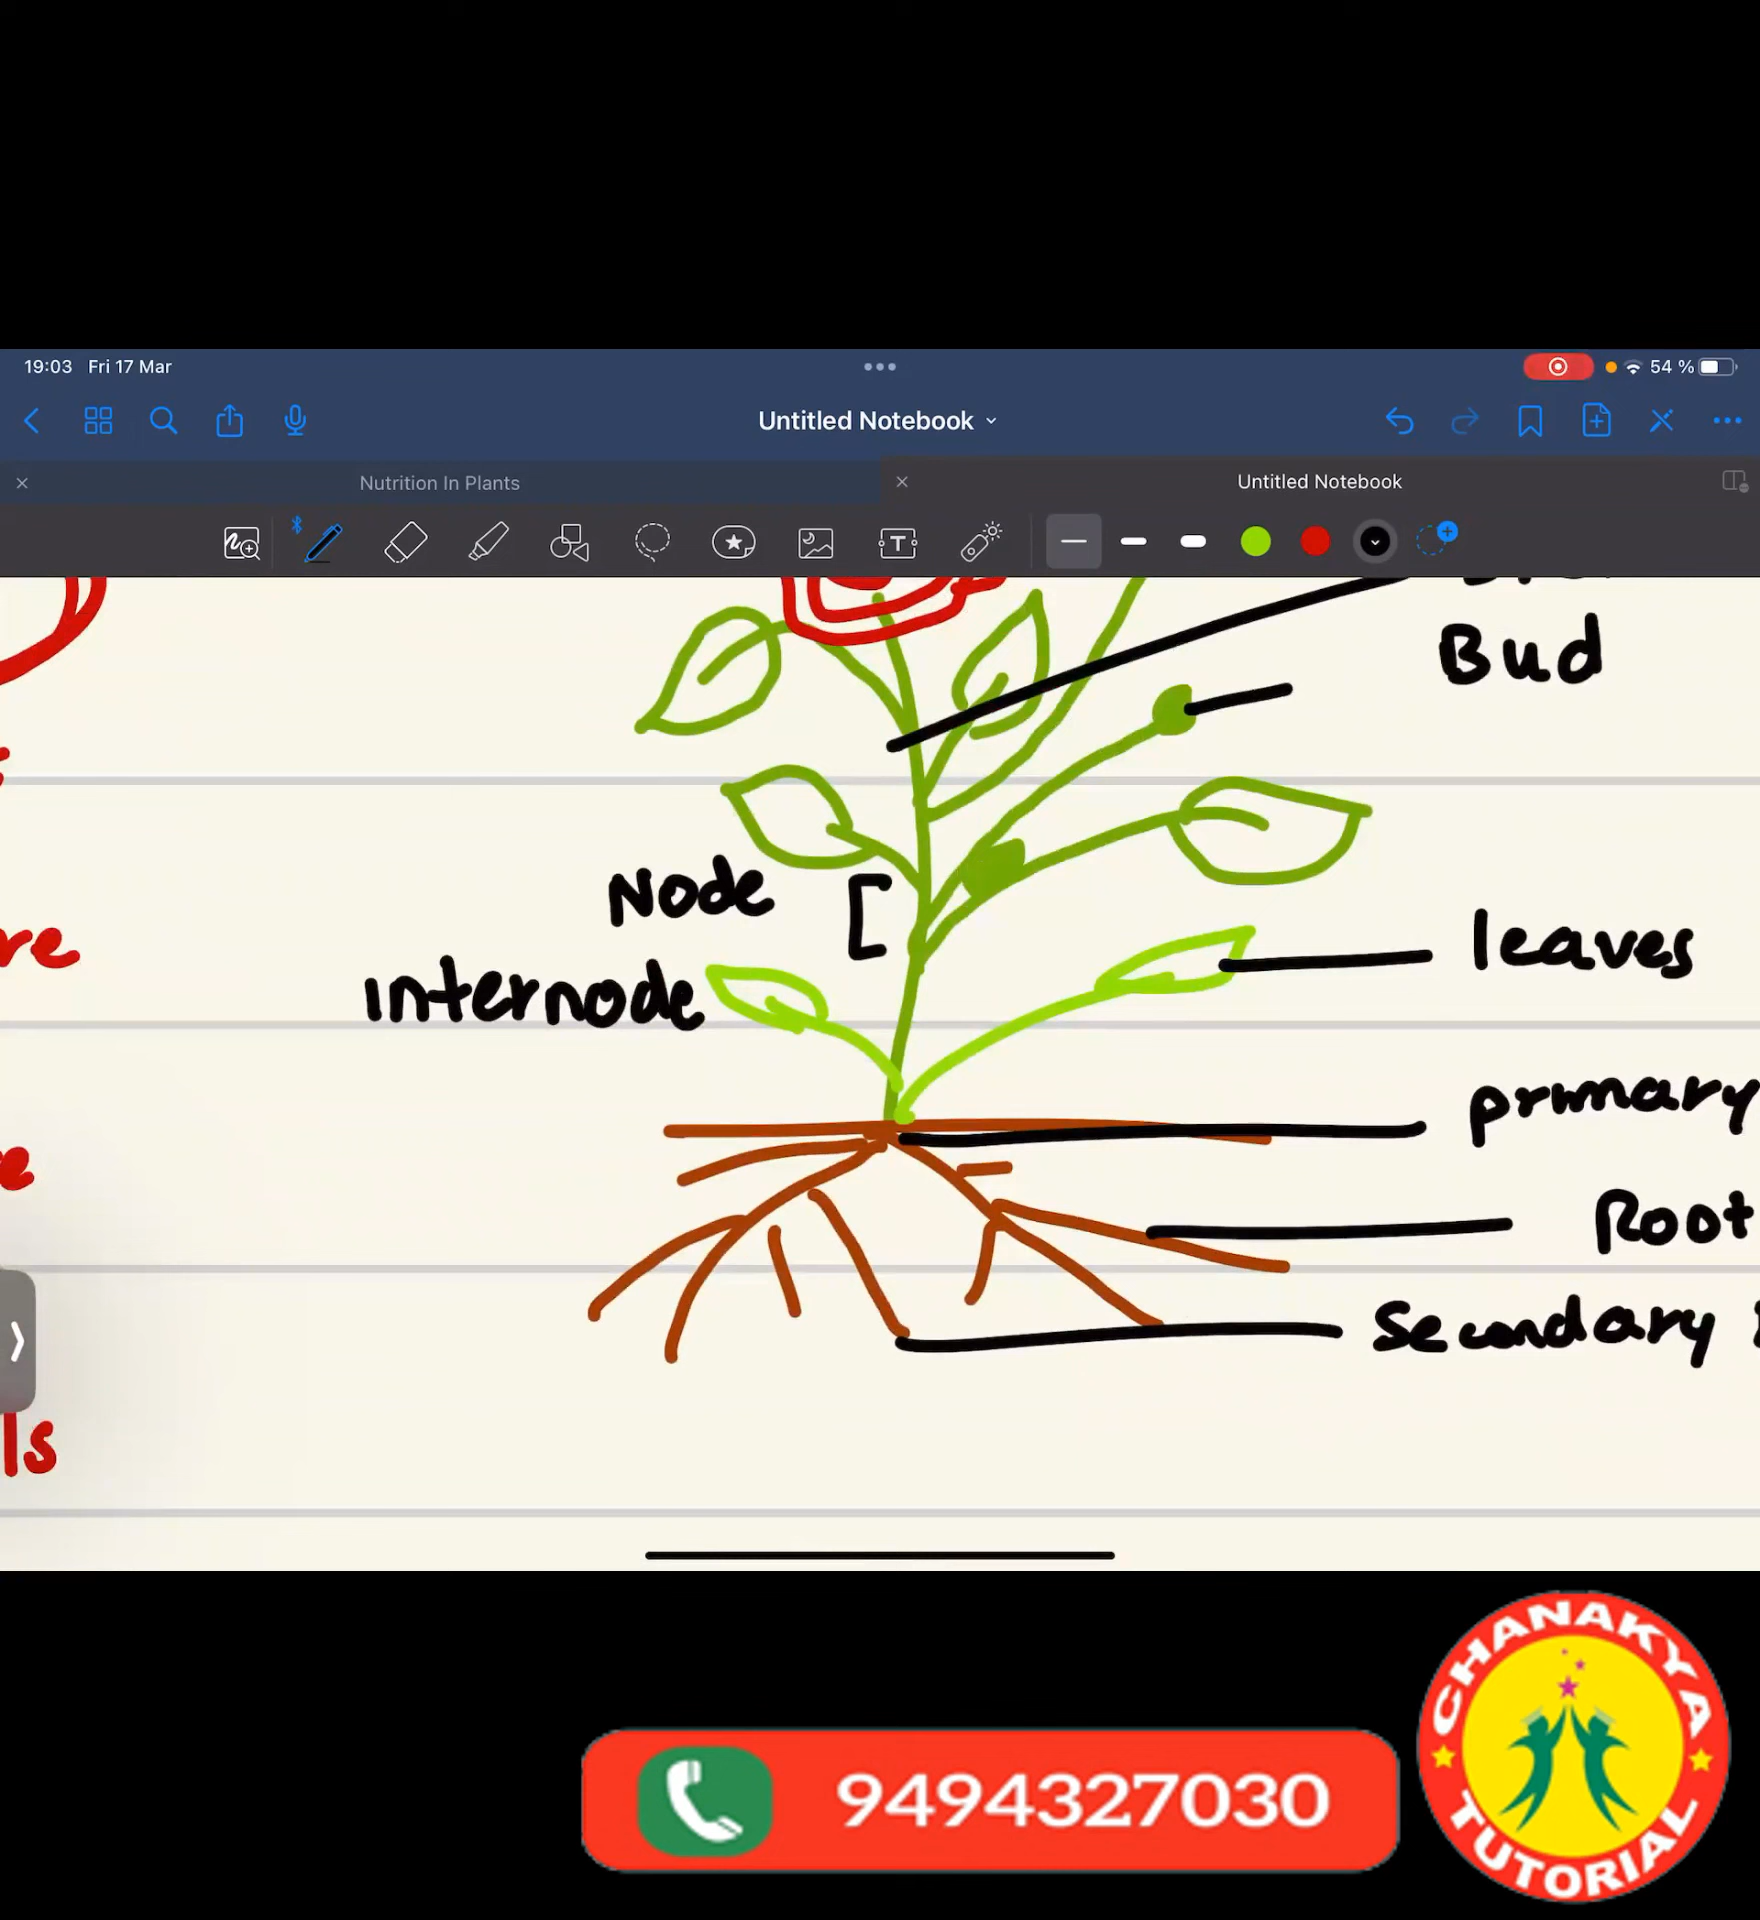 19:03 Fri 17 Mar
54 %
Untitled Notebook
Nutrition In Plants
Untitled Notebook
T
Bud
Node
re
leaves
Internode
primary
Root
Secondary
ls
9494327030
CHANAKYA
TUTORIAL